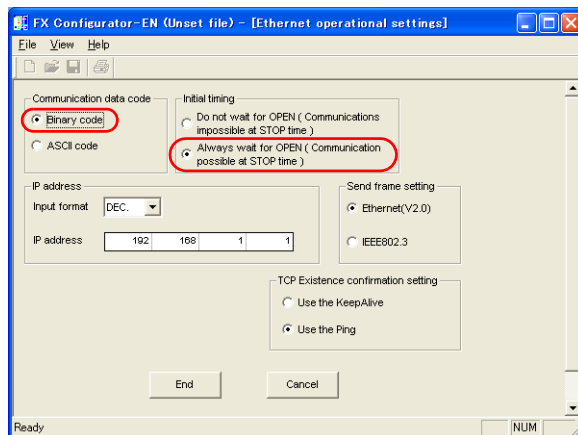 FX Configurator-EN (Unset file) - [Ethernet operational settings]
File View Help
Communication data code
Binary code
ASCII code
Initial timing
Do not wait for OPEN ( Communications
impossible at STOP time )
Always wait for OPEN ( Communication
possible at STOP time )
IP address
Input format DEC.
IP address 192 168 1 1
Send frame setting
Ethernet(V2.0)
IEEE802.3
TCP Existence confirmation setting
Use the KeepAlive
Use the Ping
End Cancel
Ready NUM